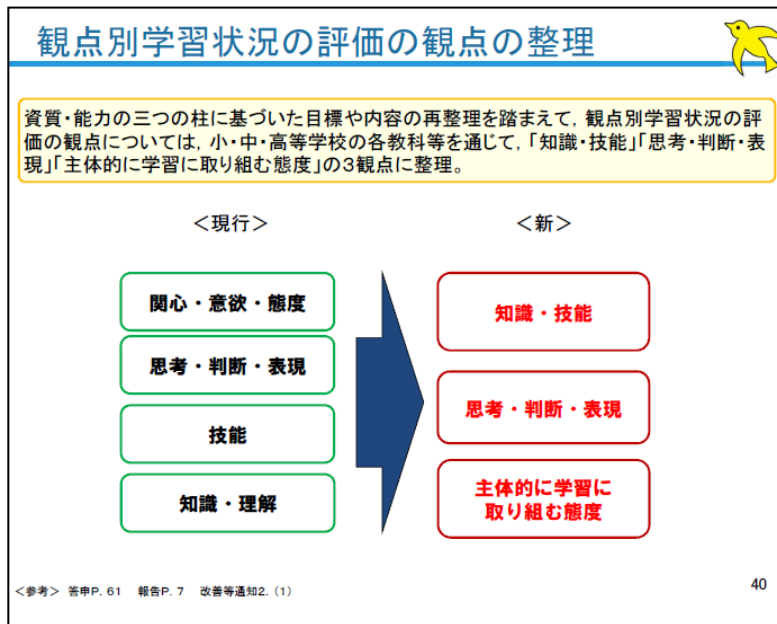 観点別学習状況の評価の観点の整理
資質・能力の三つの柱に基づいた目標や内容の再整理を踏まえて，観点別学習状況の評
価の観点については，小・中・高等学校の各教科等を通じて，「知識・技能」「思考・判断・表
現」「主体的に学習に取り組む態度」の３観点に整理。
＜現行＞
＜新＞
関心・意欲・態度
思考・判断・表現
技能
知識・理解
知識・技能
思考・判断・表現
主体的に学習に
取り組む態度
＜参考＞ 答申Ｐ．61 報告Ｐ．7 改善等通知2．（1）
40